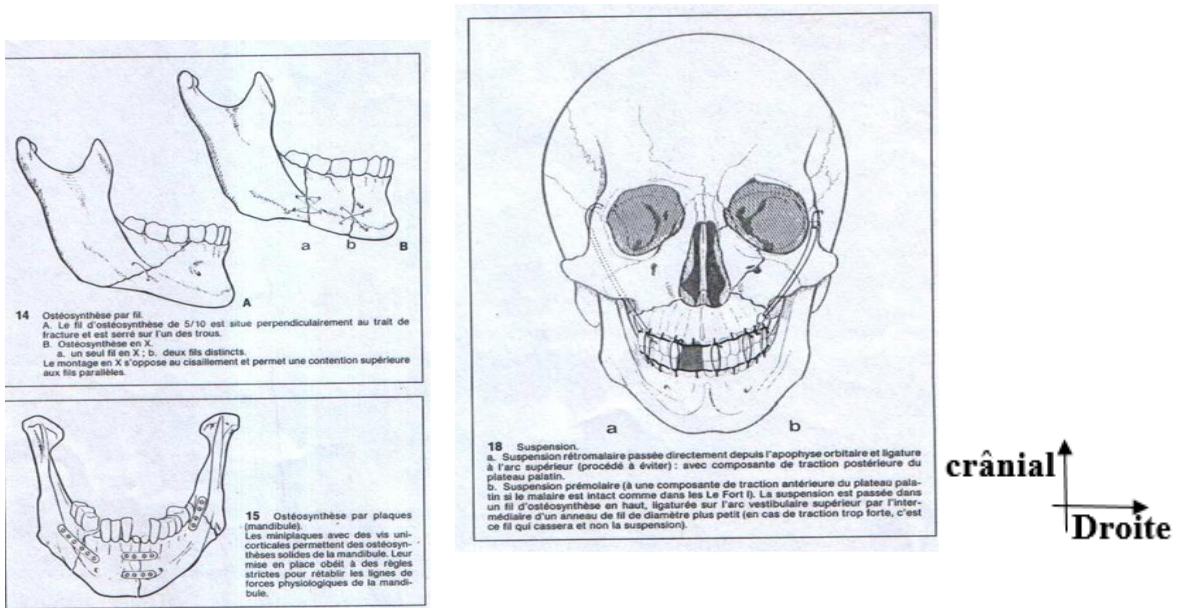 a
b
B
A
14 Ostéosynthèse par fil.
A. Le fil d'ostéosynthèse de 5/10 est situé perpendiculairement au trait de
fracture et est serré sur l'un des trous.
B. Ostéosynthèse en X.
a. un seul fil en X ; b. deux fils distincts.
Le montage en X s'oppose au cisaillement et permet une contention supérieure
aux fils parallèles.
15 Ostéosynthèse par plaques
(mandibule).
Les miniplaques avec des vis uni-
corticales permettent des ostéosyn-
thèses solides de la mandibule. Leur
mise en place obéit à des règles
strictes pour rétablir les lignes de
forces physiologiques de la mandi-
bule.
a
b
18 Suspension.
a. Suspension rétromalaire passée directement depuis l'apophyse orbitaire et ligature
à l'arc supérieur (procédé à éviter) : avec composante de traction postérieure du
plateau palatin.
b. Suspension prémolaire (à une composante de traction antérieure du plateau pala-
tin si le malaire est intact comme dans les Le Fort I). La suspension est passée dans
un fil d'ostéosynthèse en haut, ligaturée sur l'arc vestibulaire supérieur par l'inter-
médiaire d'un anneau de fil de diamètre plus petit (en cas de traction trop forte, c'est
ce fil qui cassera et non la suspension).
crânial
Droite